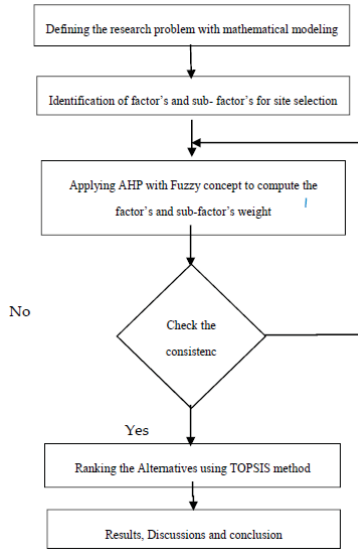 Defining the research problem with mathematical modeling
Identification of factor's and sub- factor's for site selection
Applying AHP with Fuzzy concept to compute the
factor's and sub-factor's weight
No
Check the
consistenc
Yes
Ranking the Alternatives using TOPSIS method
Results, Discussions and conclusion